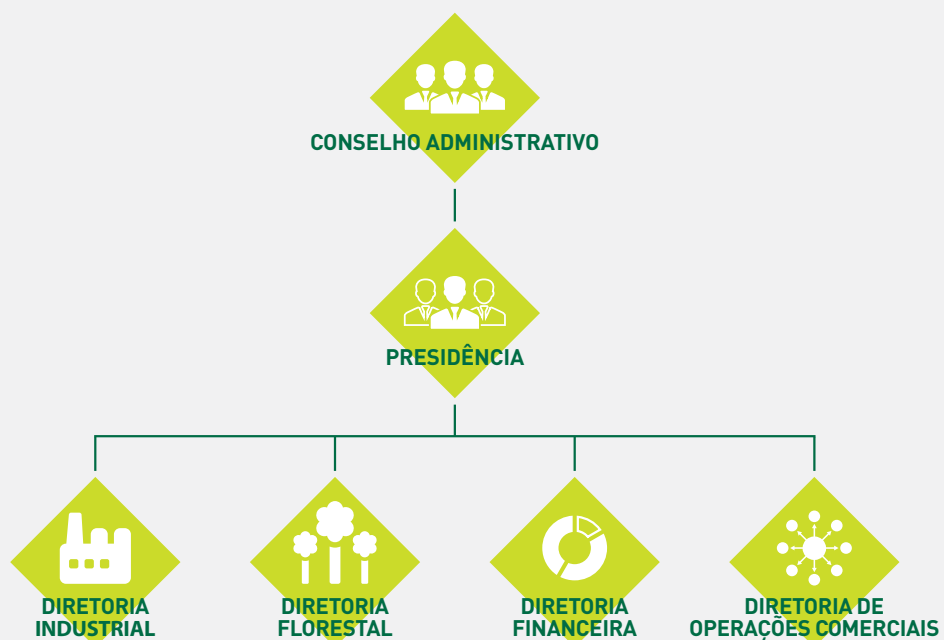 CONSELHO ADMINISTRATIVO
PRESIDÊNCIA
DIRETORIA
INDUSTRIAL
DIRETORIA
FLORESTAL
DIRETORIA
FINANCEIRA
DIRETORIA DE
OPERAÇÕES COMERCIAIS